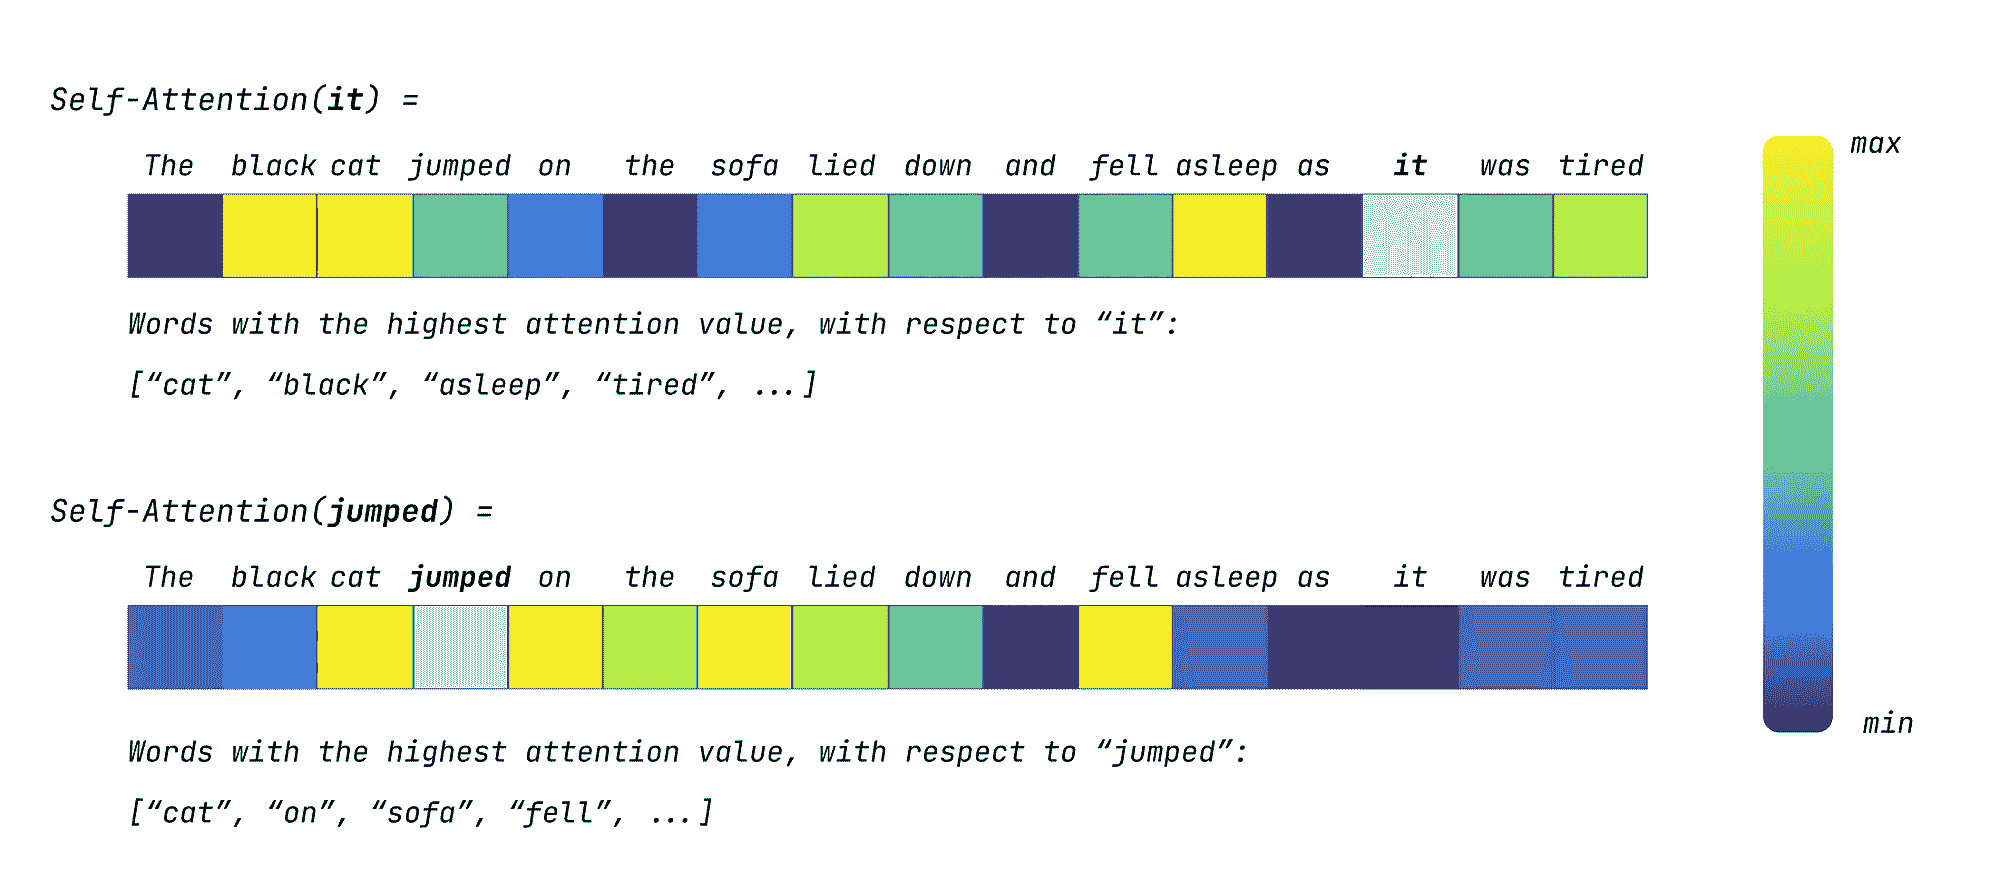 Self-Attention(it) =
The black cat jumped on the sofa lied down and fell asleep as it was tired
max
Words with the highest attention value, with respect to “it”:
[“cat”, “black”, “asleep”, “tired”, ...]
Self-Attention(jumped) =
The black cat jumped on the sofa lied down and fell asleep as it was tired
min
Words with the highest attention value, with respect to “jumped”:
[“cat”, “on”, “sofa”, “fell”, ...]